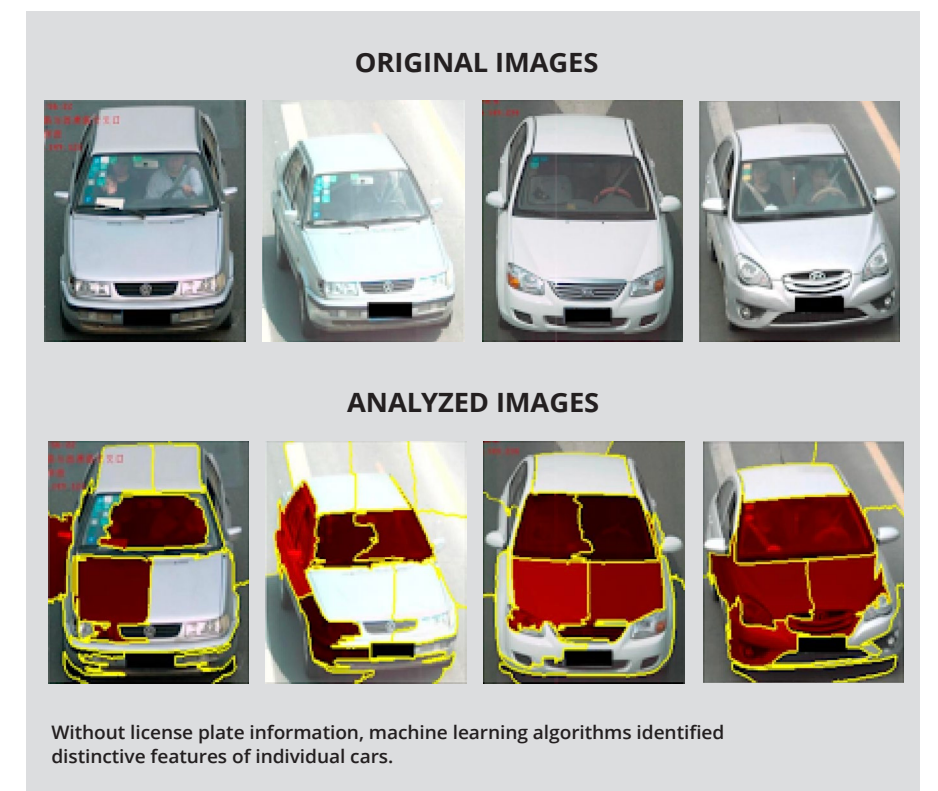 ORIGINAL IMAGES
ANALYZED IMAGES
Without license plate information, machine learning algorithms identified
distinctive features of individual cars.